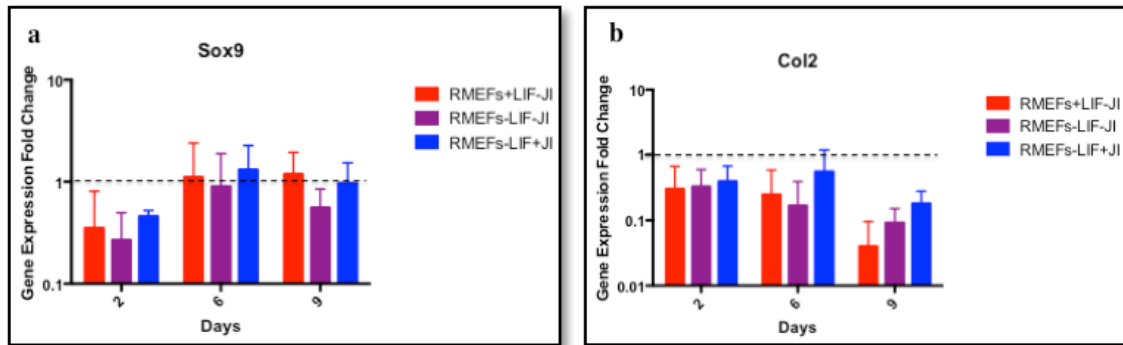 a
Sox9
Gene Expression Fold Change
10
1
0.1
2
6
9
Days
RMEFs+LIF-JI
RMEFs-LIF-JI
RMEFs-LIF+JI
b
Col2
Gene Expression Fold Change
10
1
0.1
0.01
2
6
9
Days
RMEFs+LIF-JI
RMEFs-LIF-JI
RMEFs-LIF+JI